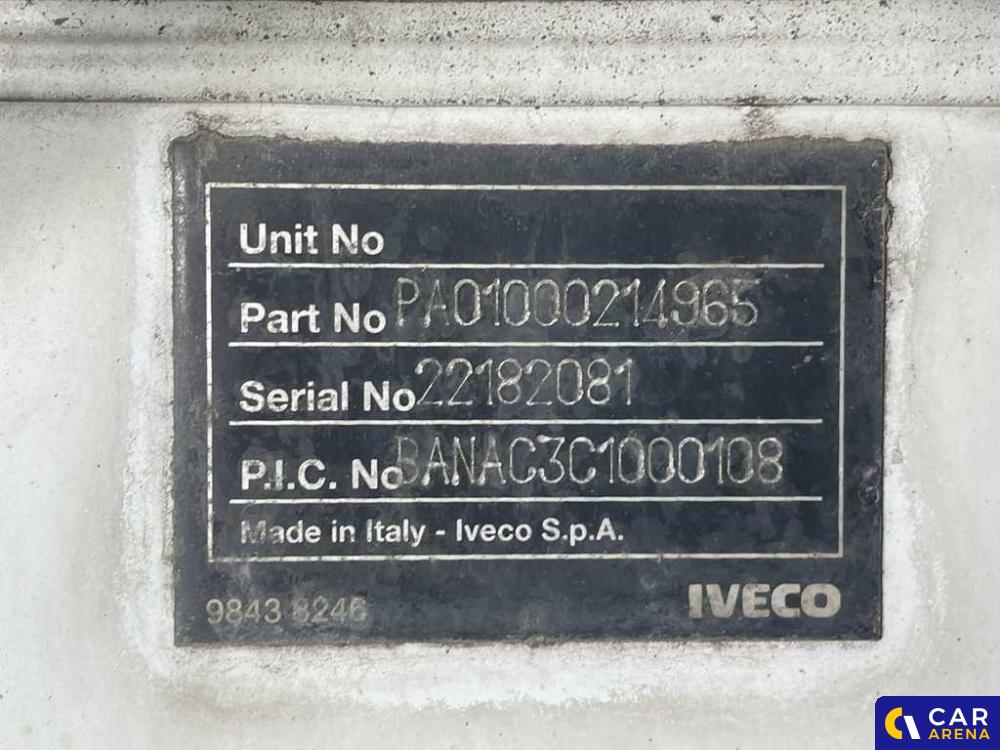 Unit No
Part No PA01000214965
Serial No 22182081
P.I.C. No BANAC3C1000108
Made in Italy - Iveco S.p.A.
9843 8246
IVECO
CAR
ARENA